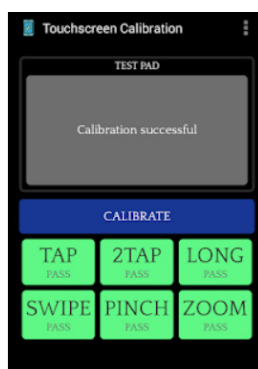 Touchscreen Calibration
TEST PAD
Calibration successful
CALIBRATE
TAP 2TAP LONG
PASS PASS PASS
SWIPE PINCH ZOOM
PASS PASS PASS